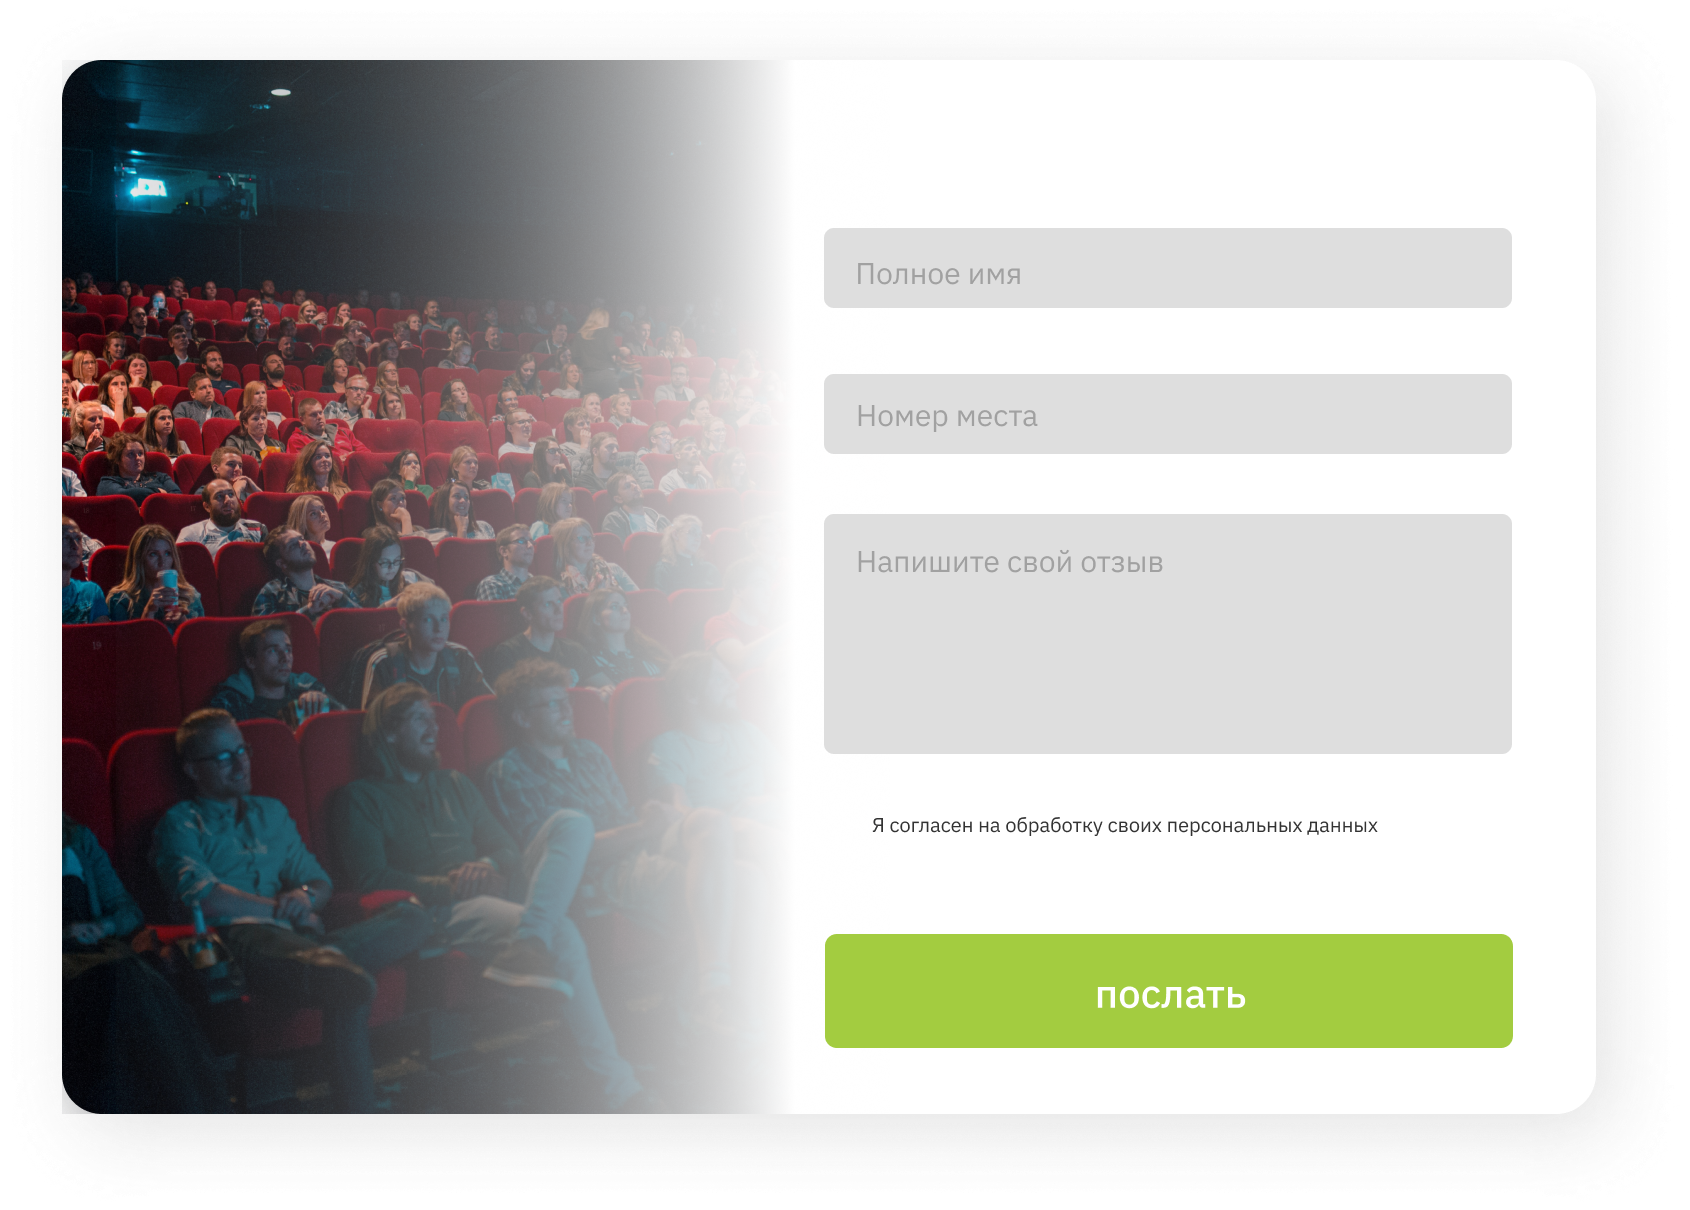 Полное имя
Номер места
Напишите свой отзыв
Я согласен на обработку своих персональных данных
послать